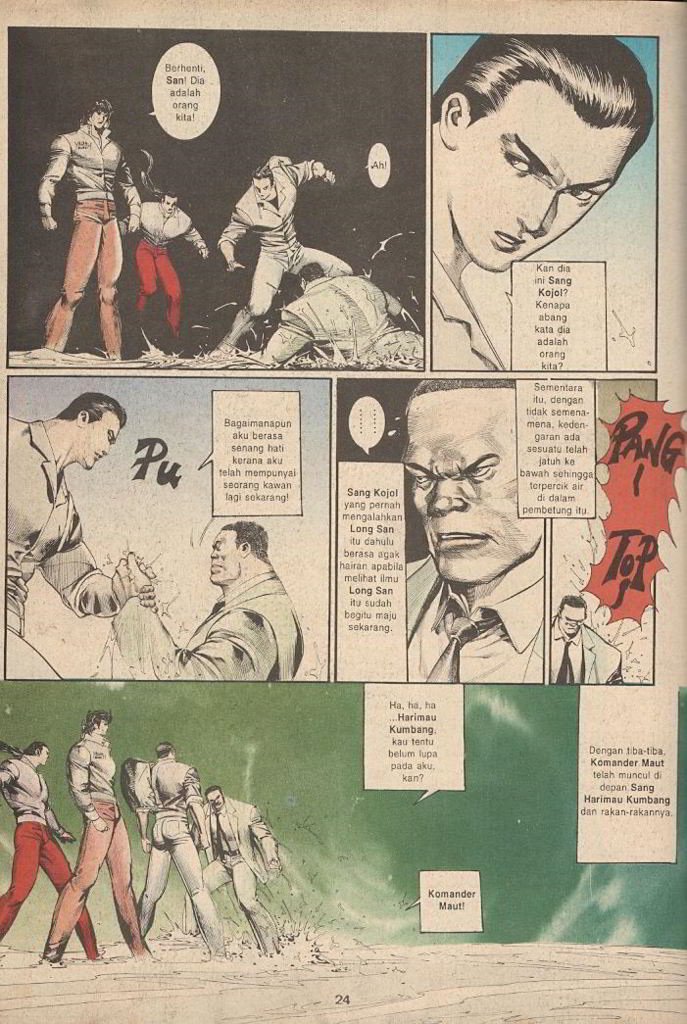 Berhenti,
San! Dia
adalah
orang
kita!
Ah!
Kan dia
ini Sang
Kojol?
Kenapa
abang
kata dia
adalah
orang
kita?
Pu
Bagaimanapun
aku berasa
senang hati
kerana aku
telah mempunyai
seorang kawan
lagi sekarang!
Sang Kojol
yang pernah
mengalahkan
Long San
itu dahulu
berasa agak
hairan apabila
melihat ilmu
Long San
itu sudah
begitu maju
sekarang.
Sementara
itu, dengan
tidak semena-
mena, keden-
garan ada
sesuatu telah
jatuh ke
bawah sehingga
terpercik air
di dalam
pembetung itu.
PANG
!
TOP
Ha, ha, ha
...Harimau
Kumbang,
kau tentu
belum lupa
pada aku,
kan?
Dengan tiba-tiba,
Komander Maut
telah muncul di
depan Sang
Harimau Kumbang
dan rakan-rakannya.
Komander
Maut!
24